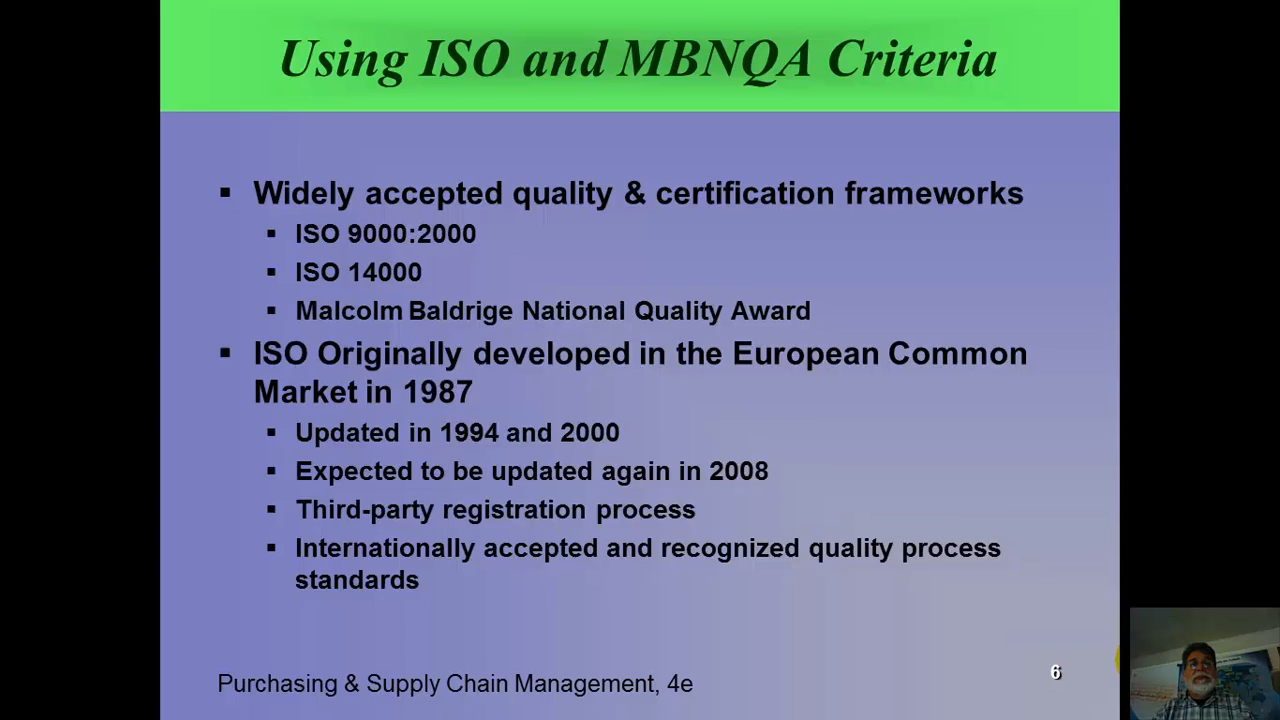 Using ISO and MBNQA Criteria
▪ Widely accepted quality & certification frameworks
▪ ISO 9000:2000
▪ ISO 14000
▪ Malcolm Baldrige National Quality Award
▪ ISO Originally developed in the European Common
Market in 1987
▪ Updated in 1994 and 2000
▪ Expected to be updated again in 2008
▪ Third-party registration process
▪ Internationally accepted and recognized quality process
standards
Purchasing & Supply Chain Management, 4e
6